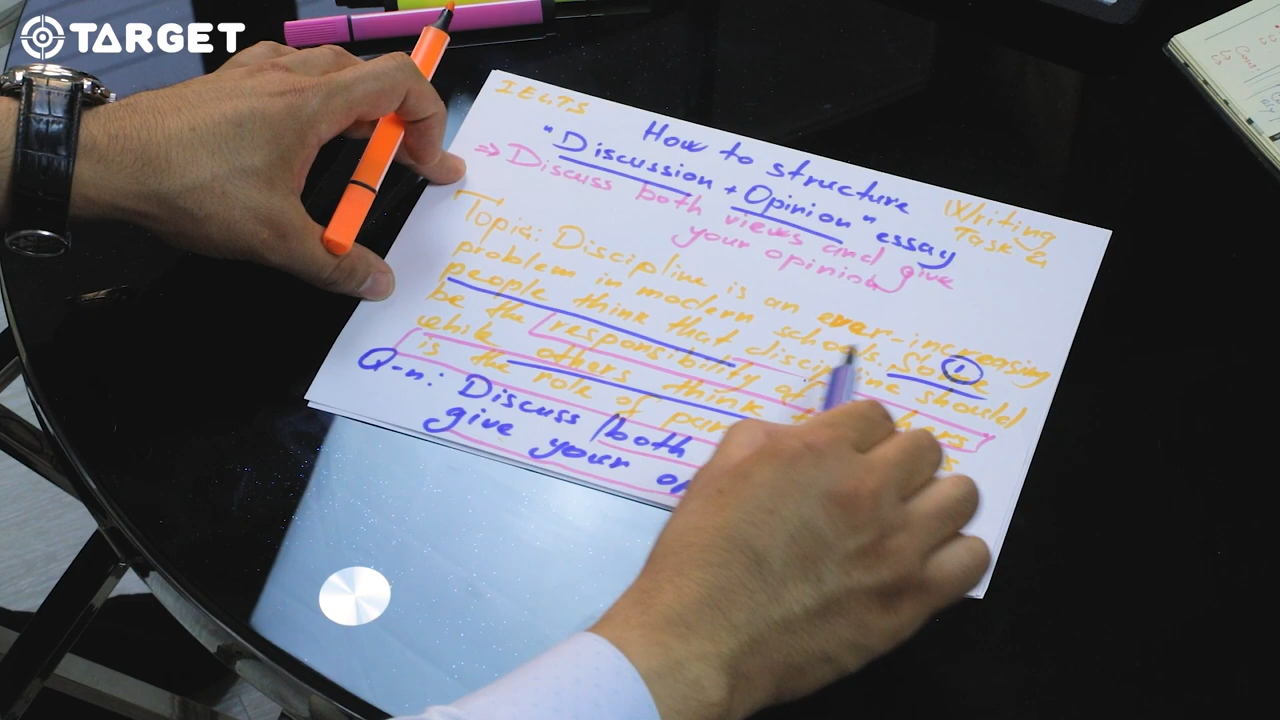 TARGET
IELTS
How to structure
"Discussion + Opinion" essay
Writing
Task 2
=> Discuss both views and give
your opinion
Topic: Discipline is an ever-increasing
problem in modern schools. Some
people think that discipline should
be the responsibility of
while others think
is the role of
Q-n: Discuss both
give your
1